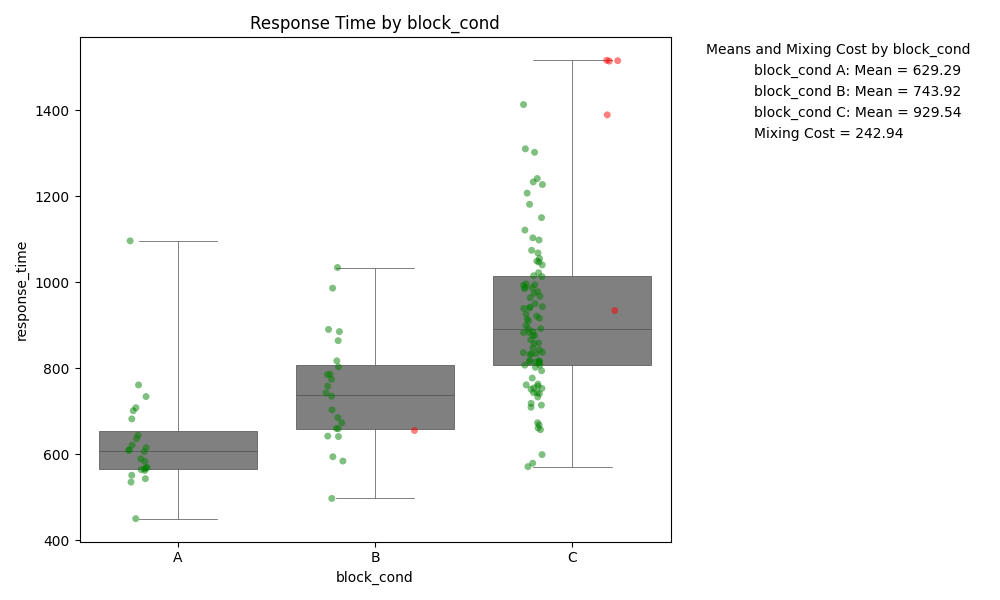 Response Time by block_cond
Means and Mixing Cost by block_cond
block_cond A: Mean = 629.29
block_cond B: Mean = 743.92
block_cond C: Mean = 929.54
Mixing Cost = 242.94
response_time
1400
1200
1000
800
600
400
A
B
C
block_cond